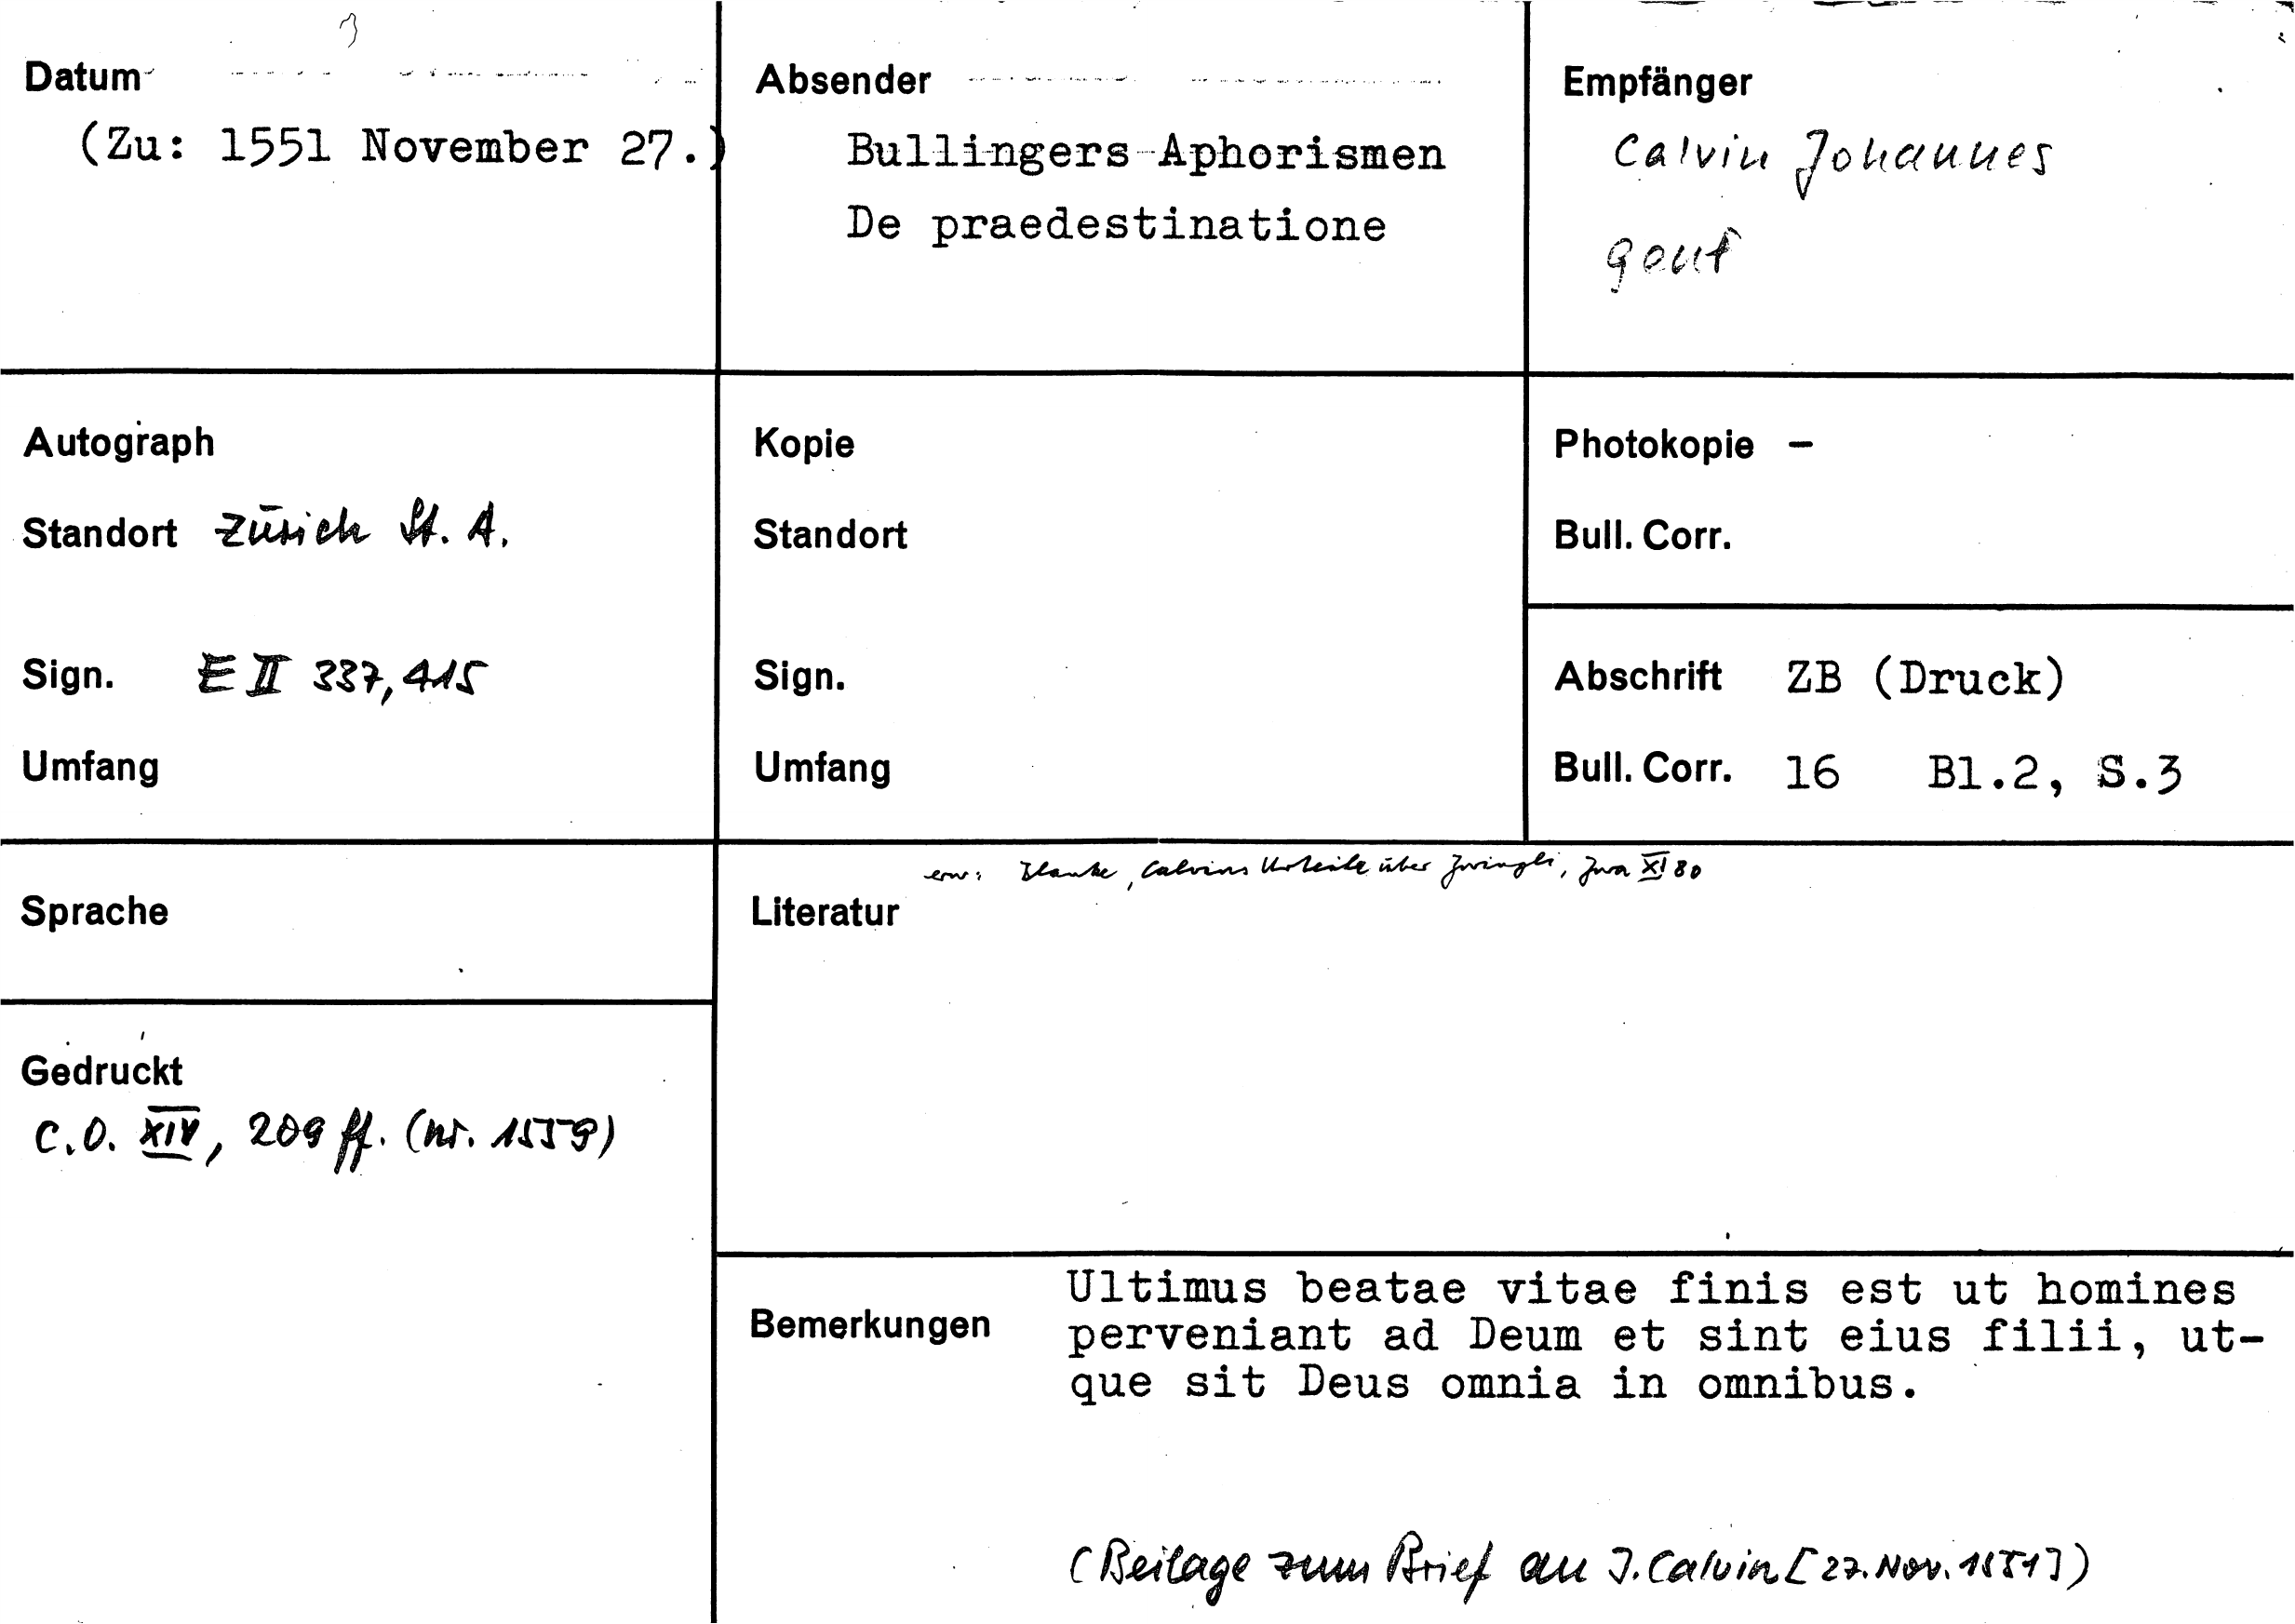 Datum
(Zu: 1551 November 27.)
Absender
Bullingers Aphorismen
De praedestinatione
Empfänger
Calvin Johannes
Genf
Autograph
Standort Zürich St. A.
Sign. E II 337, 415
Umfang
Kopie
Standort
Sign.
Umfang
Photokopie –
Bull. Corr.
Abschrift ZB (Druck)
Bull. Corr. 16 Bl.2, S.3
Sprache
Gedruckt
C.O. XIV, 209 ff. (Nr. 1559)
erw: Blanke, Calvins Urteile über Zwingli, Zwa XI 80
Literatur
Bemerkungen
Ultimus beatae vitae finis est ut homines
perveniant ad Deum et sint eius filii, ut-
que sit Deus omnia in omnibus.
(Beilage zum Brief an J. Calvin [27. Nov. 1551])